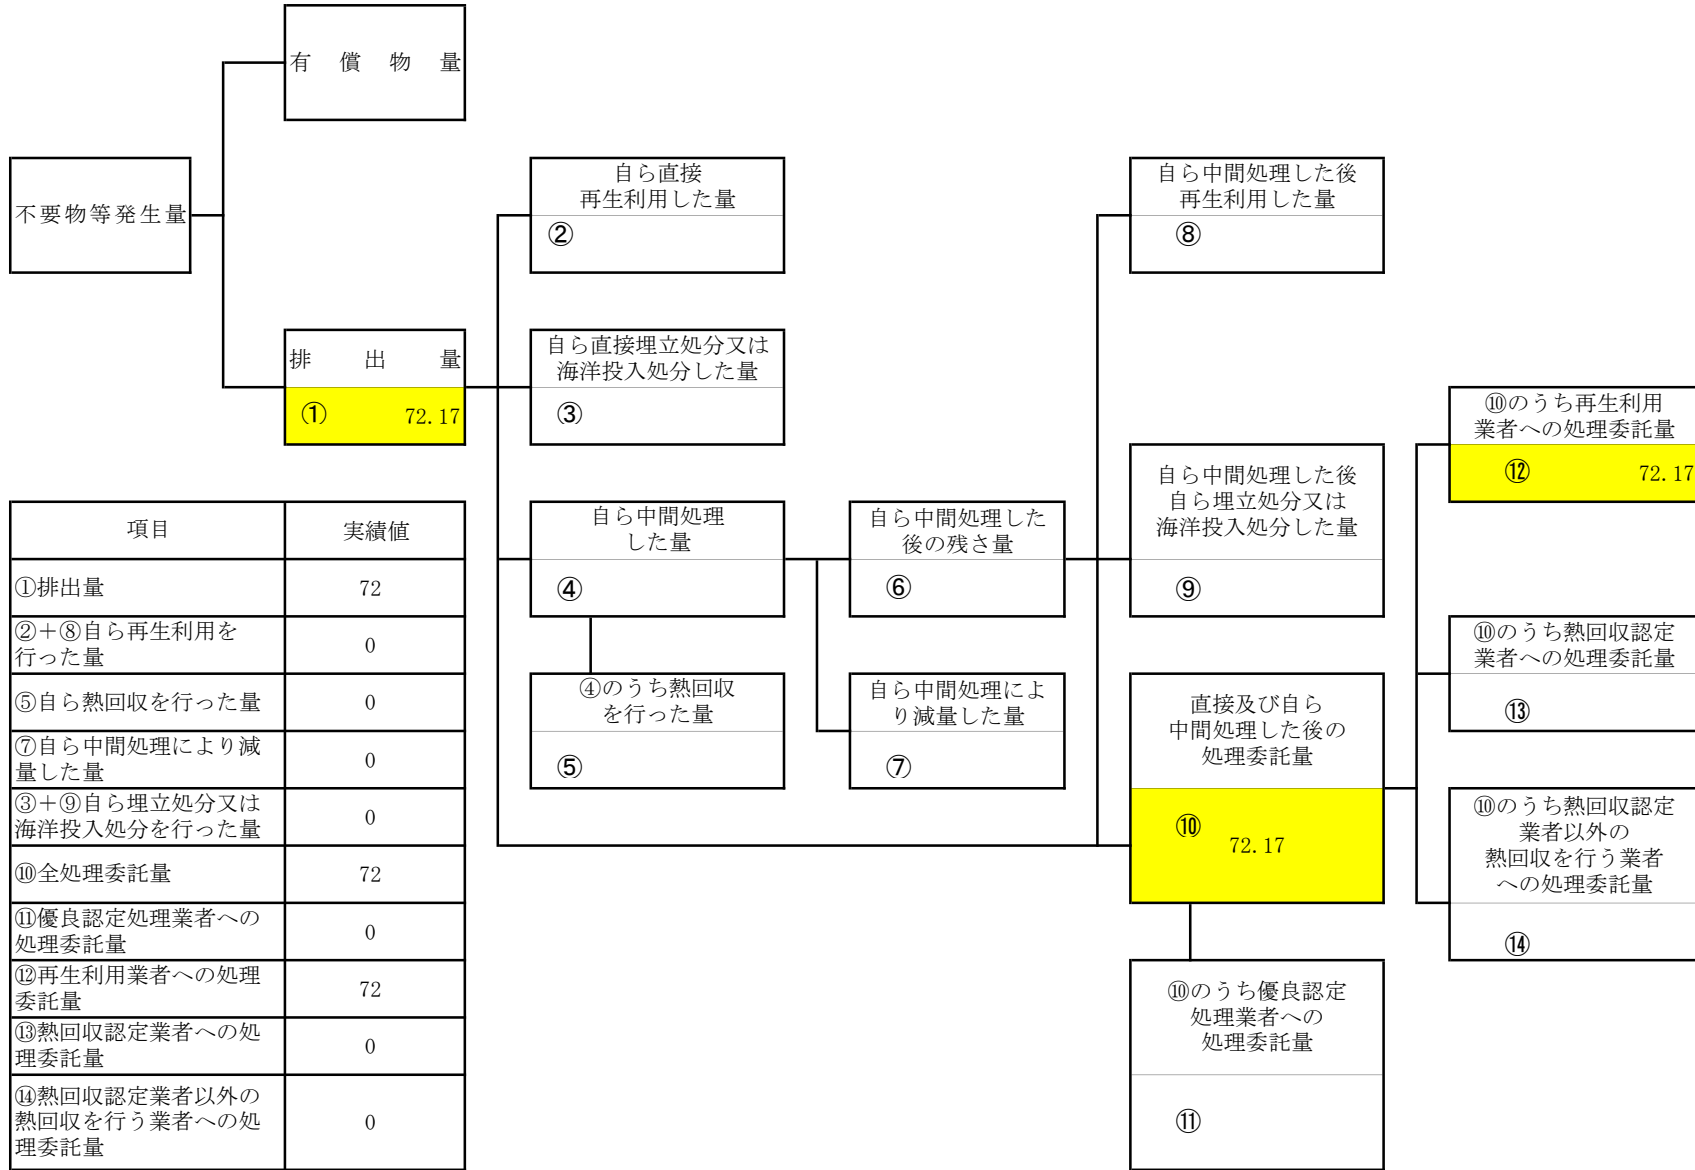 有償物量
不要物等発生量
排出量
① 72.17
自ら直接
再生利用した量
②
自ら直接埋立処分又は
海洋投入処分した量
③
自ら中間処理
した量
④
④のうち熱回収
を行った量
⑤
自ら中間処理した
後の残さ量
⑥
自ら中間処理によ
り減量した量
⑦
自ら中間処理した後
再生利用した量
⑧
自ら中間処理した後
自ら埋立処分又は
海洋投入処分した量
⑨
直接及び自ら
中間処理した後の
処理委託量
⑩
72.17
⑩のうち優良認定
処理業者への
処理委託量
⑪
⑩のうち再生利用
業者への処理委託量
⑫ 72.17
⑩のうち熱回収認定
業者への処理委託量
⑬
⑩のうち熱回収認定
業者以外の
熱回収を行う業者
への処理委託量
⑭
項目 実績値
①排出量 72
②＋⑧自ら再生利用を
行った量 0
⑤自ら熱回収を行った量 0
⑦自ら中間処理により減
量した量 0
③＋⑨自ら埋立処分又は
海洋投入処分を行った量 0
⑩全処理委託量 72
⑪優良認定処理業者への
処理委託量 0
⑫再生利用業者への処理
委託量 72
⑬熱回収認定業者への処
理委託量 0
⑭熱回収認定業者以外の
熱回収を行う業者への処
理委託量 0